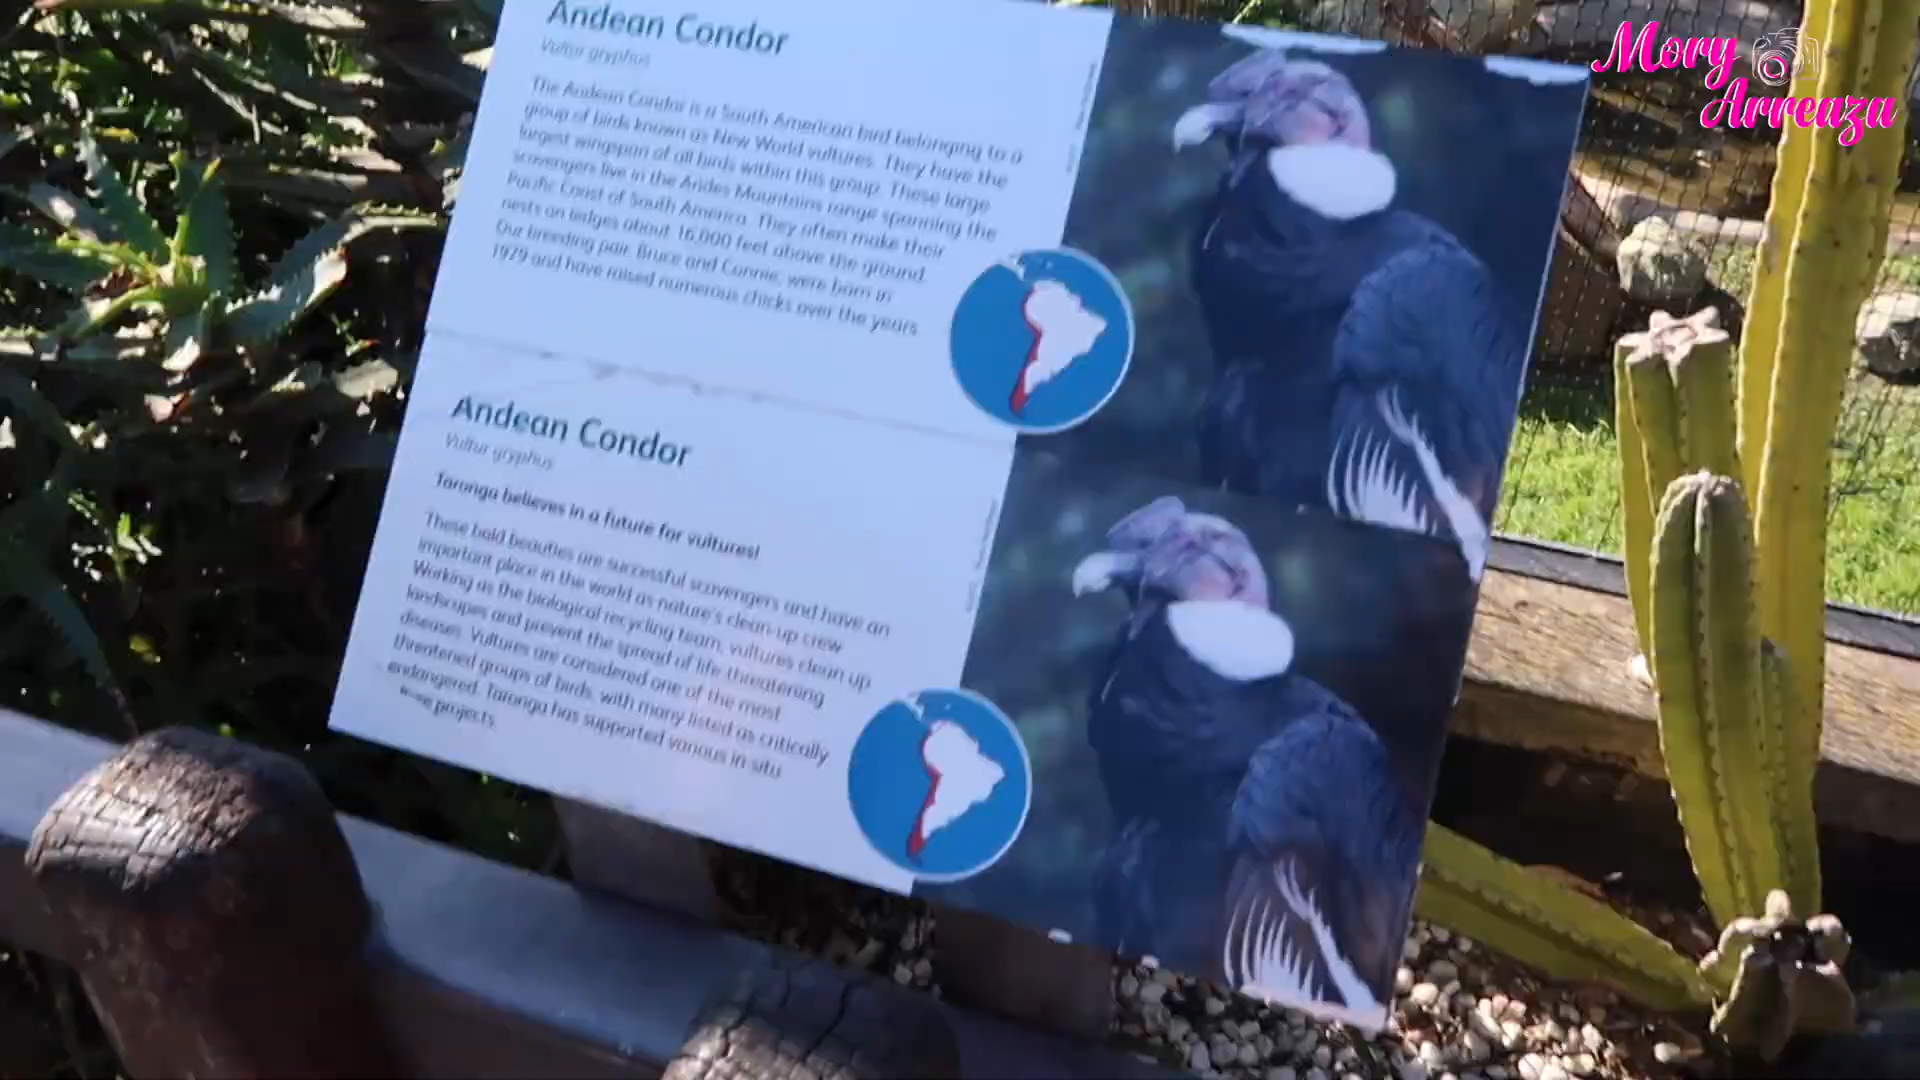 Mory
Arreaza
Andean Condor
Vultur gryphus
The Andean Condor is a South American bird belonging to a
group of birds known as New World vultures. They have the
largest wingspan of all birds within this group. These large
scavengers live in the Andes Mountains range spanning the
Pacific Coast of South America. They often make their
nests on ledges about 16,000 feet above the ground.
Our breeding pair, Bruce and Connie, were born in
1979 and have raised numerous chicks over the years
Andean Condor
Vultur gryphus
Taronga believes in a future for vultures!
These bald beauties are successful scavengers and have an
important place in the world as nature's clean-up crew
Working as the biological recycling team, vultures clean up
landscapes and prevent the spread of life threatening
diseases. Vultures are considered one of the most
threatened groups of birds, with many listed as critically
endangered. Taronga has supported various in situ
projects